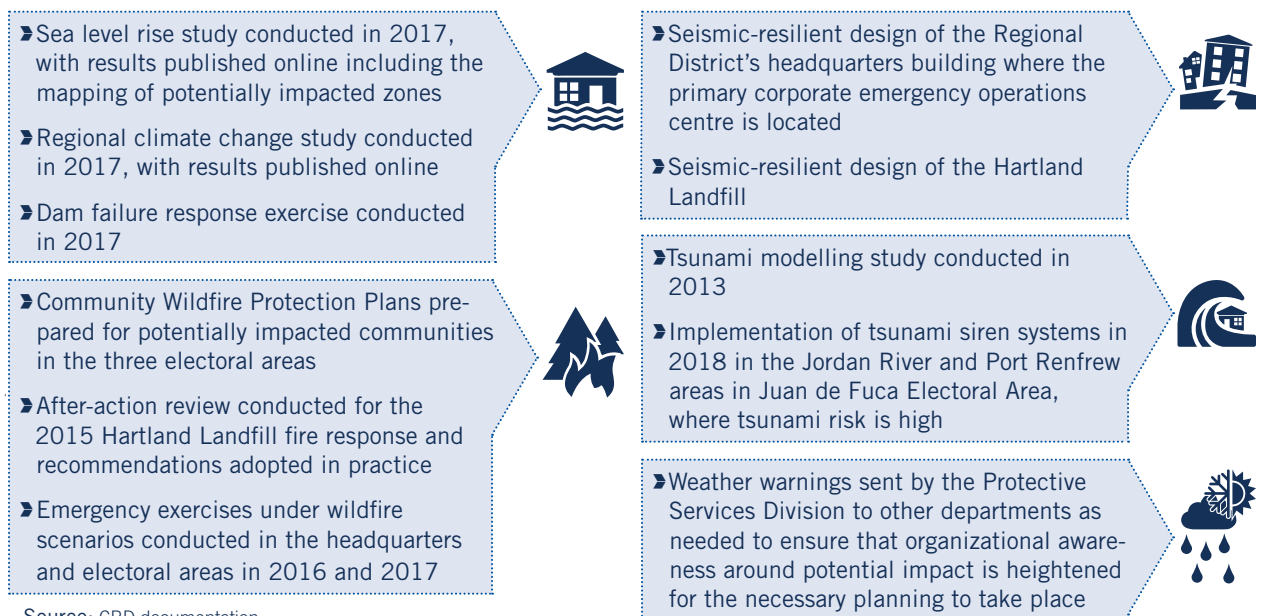 Sea level rise study conducted in 2017,
with results published online including the
mapping of potentially impacted zones
Regional climate change study conducted
in 2017, with results published online
Dam failure response exercise conducted
in 2017
Community Wildfire Protection Plans pre-
pared for potentially impacted communities
in the three electoral areas
After-action review conducted for the
2015 Hartland Landfill fire response and
recommendations adopted in practice
Emergency exercises under wildfire
scenarios conducted in the headquarters
and electoral areas in 2016 and 2017
Source: CRD documentation
Seismic-resilient design of the Regional
District’s headquarters building where the
primary corporate emergency operations
centre is located
Seismic-resilient design of the Hartland
Landfill
Tsunami modelling study conducted in
2013
Implementation of tsunami siren systems in
2018 in the Jordan River and Port Renfrew
areas in Juan de Fuca Electoral Area,
where tsunami risk is high
Weather warnings sent by the Protective
Services Division to other departments as
needed to ensure that organizational aware-
ness around potential impact is heightened
for the necessary planning to take place